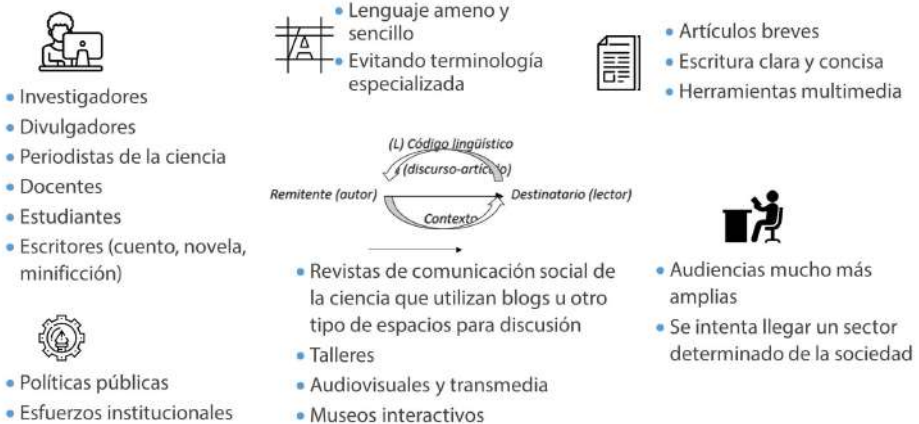 • Investigadores
• Divulgadores
• Periodistas de la ciencia
• Docentes
• Estudiantes
• Escritores (cuento, novela,
minificción)
• Políticas públicas
• Esfuerzos institucionales
• Lenguaje ameno y
sencillo
• Evitando terminología
especializada
(L) Código lingüístico
(discurso-artículo)
Remitente (autor)
Destinatario (lector)
Contexto
• Revistas de comunicación social de
la ciencia que utilizan blogs u otro
tipo de espacios para discusión
• Talleres
• Audiovisuales y transmedia
• Museos interactivos
• Artículos breves
• Escritura clara y concisa
• Herramientas multimedia
• Audiencias mucho más
amplias
• Se intenta llegar un sector
determinado de la sociedad